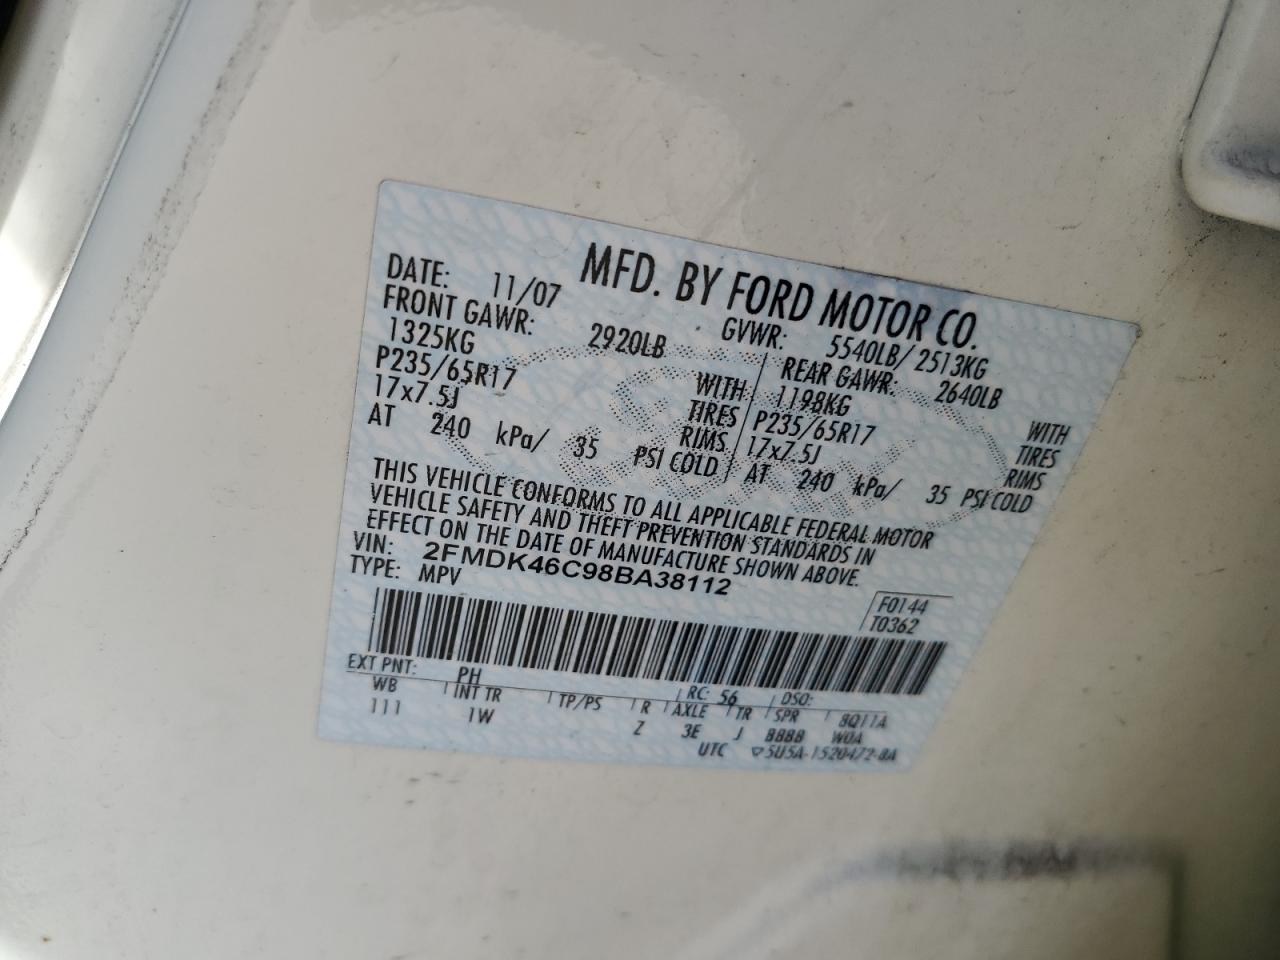 MFD. BY FORD MOTOR CO.
DATE: 11/07 GVWR: 5540LB/ 2513KG
FRONT GAWR: 2920LB REAR GAWR: 2640LB
1325KG WITH 1198KG WITH
P235/65R17 TIRES P235/65R17 TIRES
17x7.5J RIMS 17x7.5J RIMS
AT 240 kPa/ 35 PSI COLD AT 240 kPa/ 35 PSI COLD
THIS VEHICLE CONFORMS TO ALL APPLICABLE FEDERAL MOTOR
VEHICLE SAFETY AND THEFT PREVENTION STANDARDS IN
EFFECT ON THE DATE OF MANUFACTURE SHOWN ABOVE.
VIN: 2FMDK46C98BA38112
TYPE: MPV
F0144
T0362
EXT PNT: PH RC: 56 DSO:
WB INT TR TP/PS R AXLE TR SPR 8Q11A
111 1W Z 3E J 8888 W0A
UTC 5U5A-1520472-BA